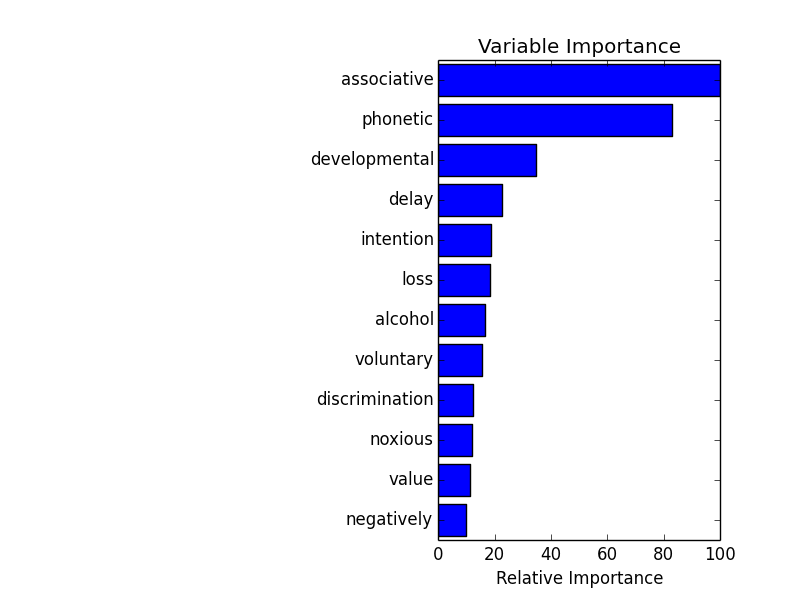 Variable Importance
associative
phonetic
developmental
delay
intention
loss
alcohol
voluntary
discrimination
noxious
value
negatively
0 20 40 60 80 100
Relative Importance